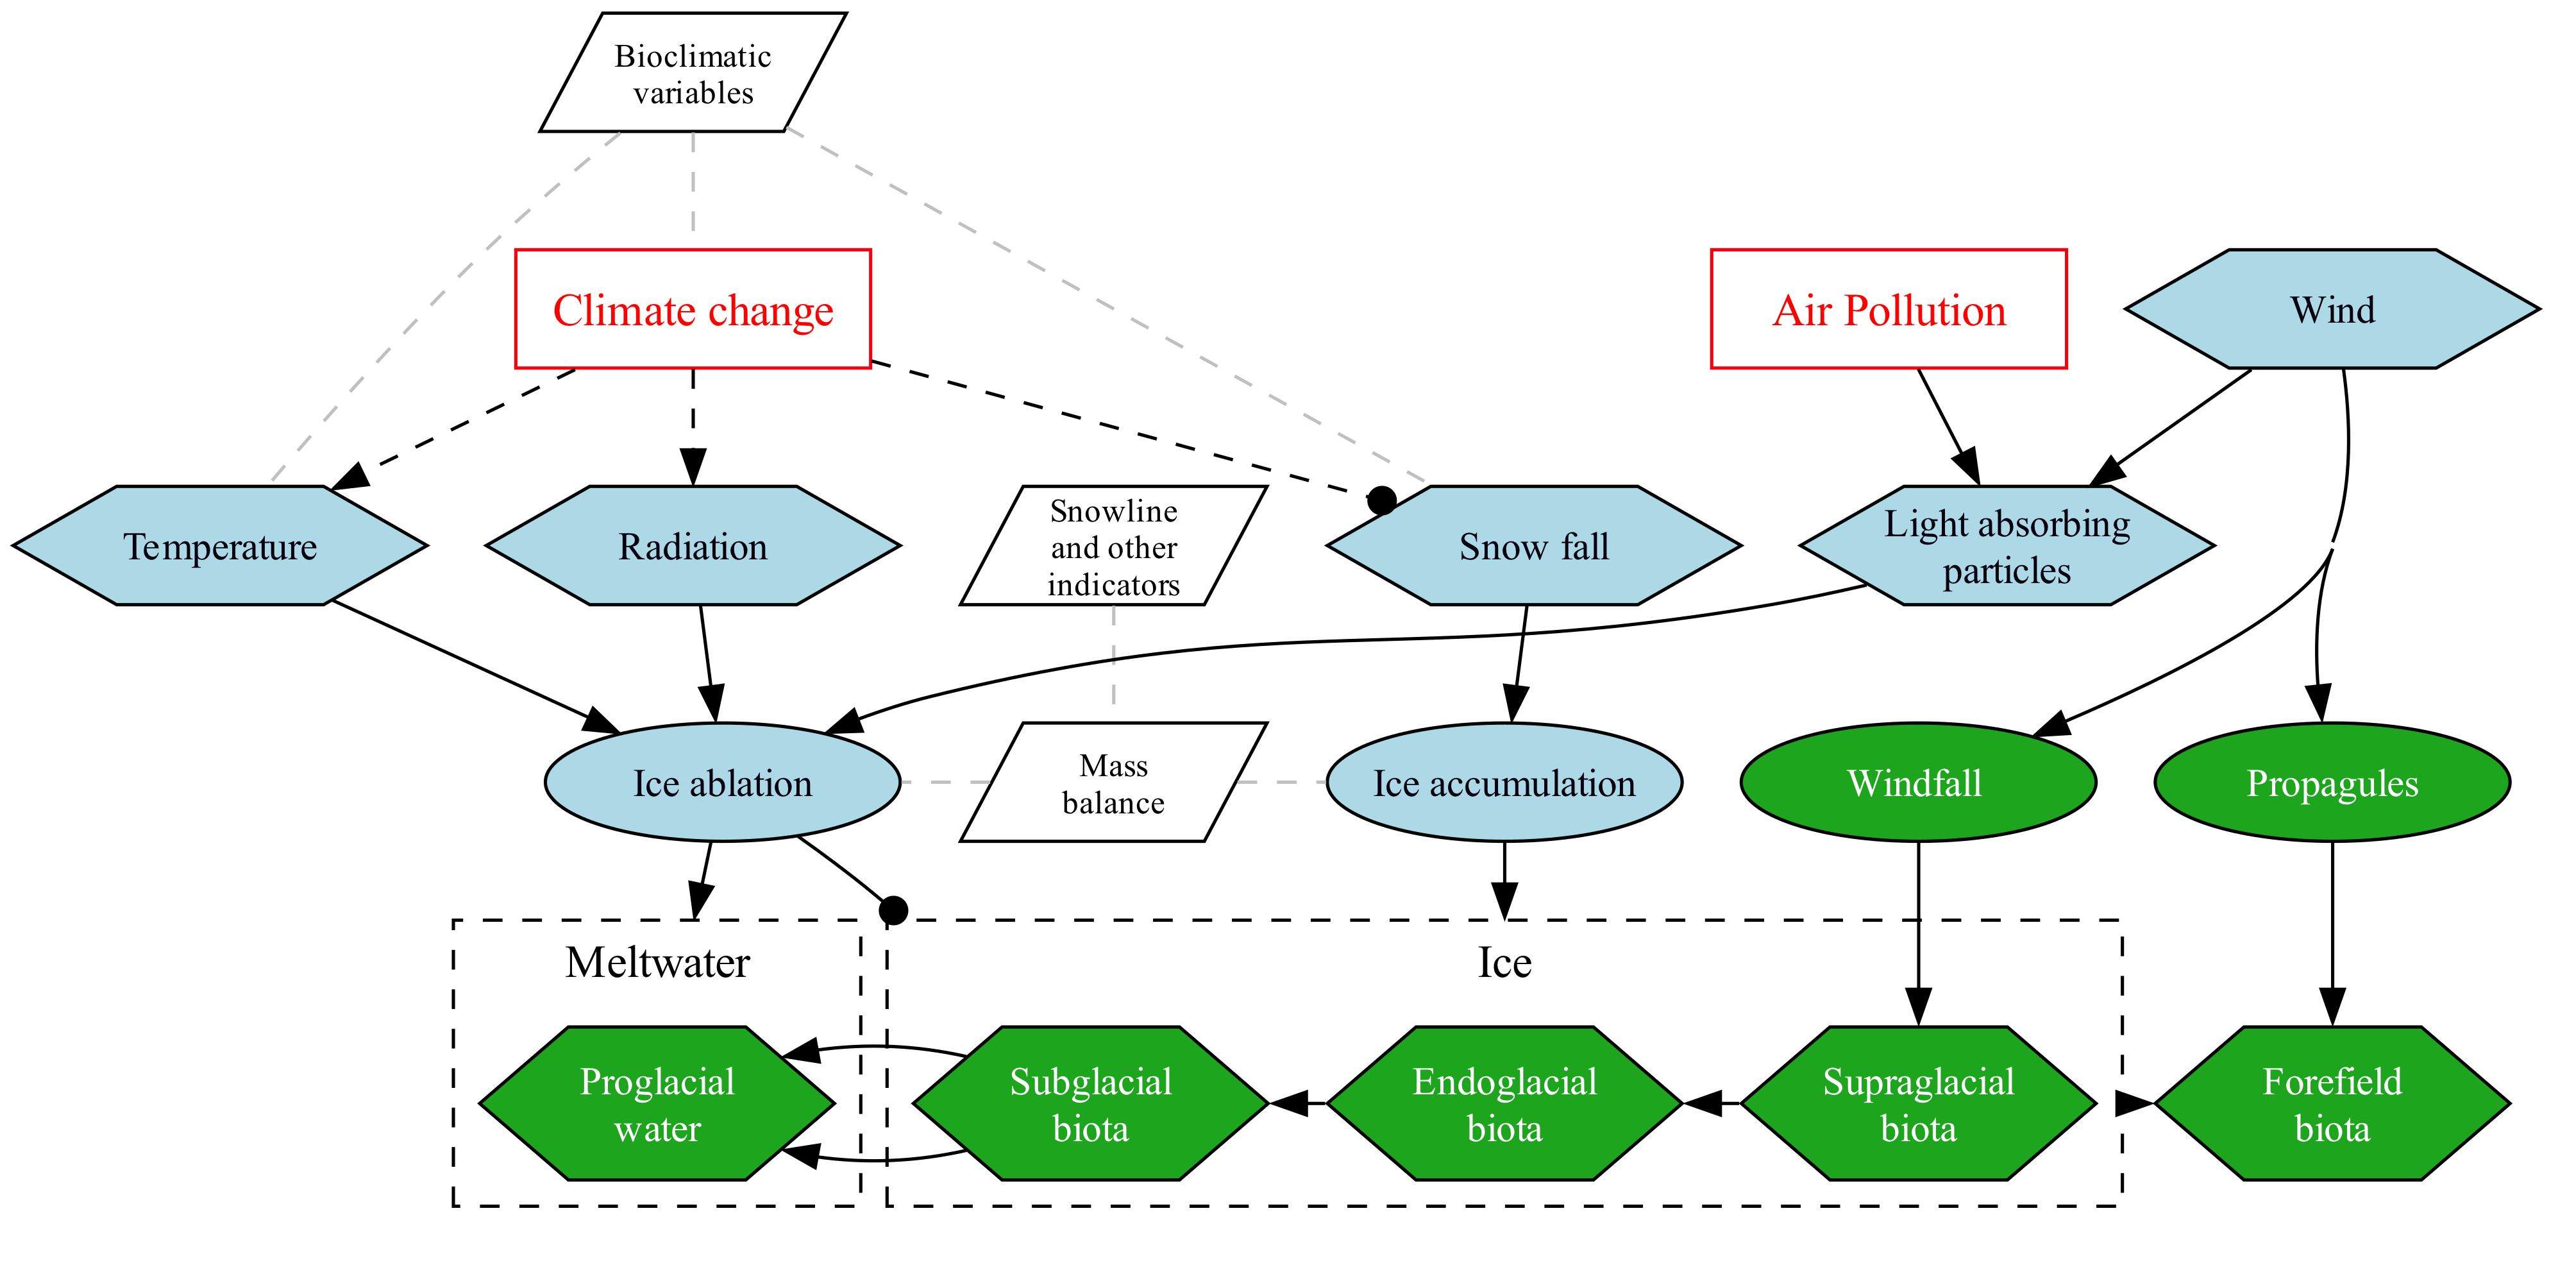 Bioclimatic
variables
Climate change
Air Pollution
Wind
Temperature
Radiation
Snowline
and other
indicators
Snow fall
Light absorbing
particles
Ice ablation
Mass
balance
Ice accumulation
Windfall
Propagules
Meltwater
Ice
Proglacial
water
Subglacial
biota
Endoglacial
biota
Supraglacial
biota
Forefield
biota